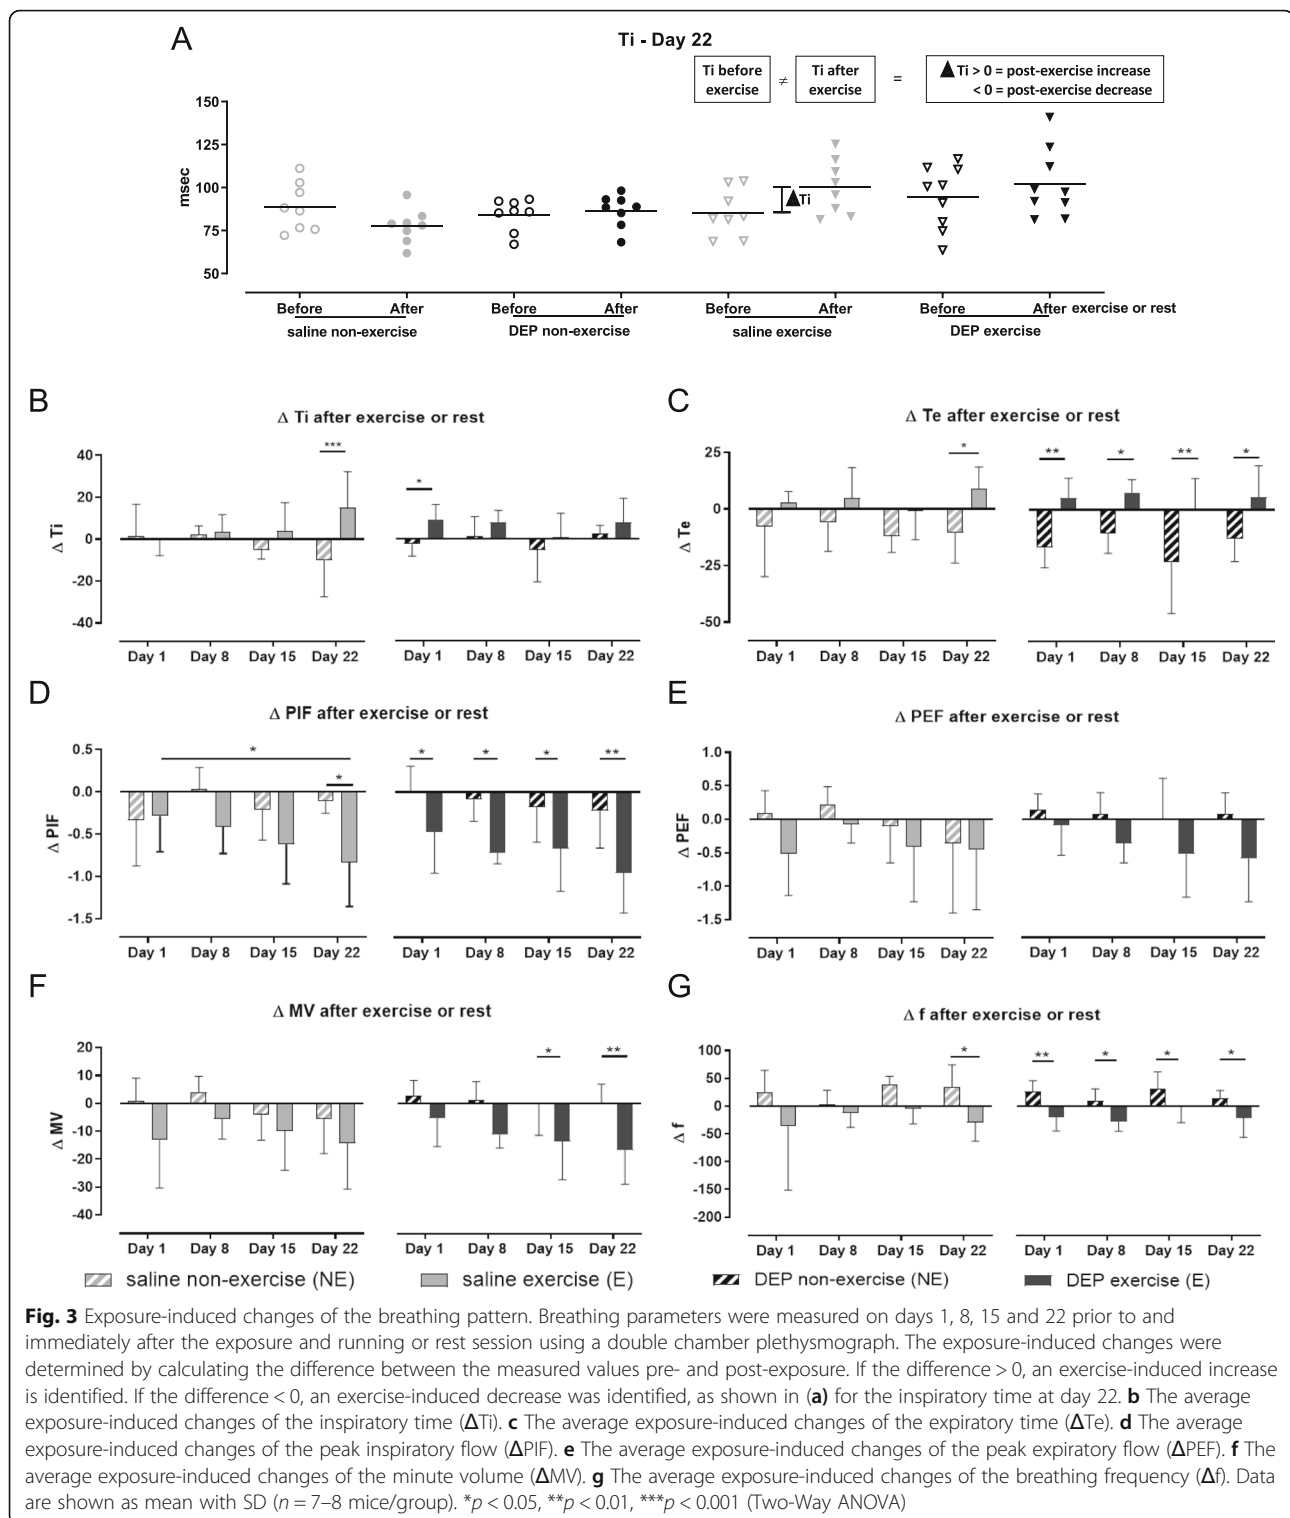 A
Ti - Day 22
Ti before
exercise
≠
Ti after
exercise
=
▲ Ti > 0 = post-exercise increase
< 0 = post-exercise decrease
150
125
100
75
50
msec
▲ Ti
Before After Before After Before After Before After exercise or rest
saline non-exercise DEP non-exercise saline exercise DEP exercise
B
Δ Ti after exercise or rest
40
20
0
-20
-40
Δ Ti
***
*
Day 1 Day 8 Day 15 Day 22 Day 1 Day 8 Day 15 Day 22
C
Δ Te after exercise or rest
25
0
-25
-50
Δ Te
* ** * ** *
Day 1 Day 8 Day 15 Day 22 Day 1 Day 8 Day 15 Day 22
D
Δ PIF after exercise or rest
0.5
0.0
-0.5
-1.0
-1.5
Δ PIF
*
*
* * * **
Day 1 Day 8 Day 15 Day 22 Day 1 Day 8 Day 15 Day 22
E
Δ PEF after exercise or rest
1.0
0.5
0.0
-0.5
-1.0
-1.5
Δ PEF
Day 1 Day 8 Day 15 Day 22 Day 1 Day 8 Day 15 Day 22
F
Δ MV after exercise or rest
20
10
0
-10
-20
-30
-40
Δ MV
* **
Day 1 Day 8 Day 15 Day 22 Day 1 Day 8 Day 15 Day 22
G
Δ f after exercise or rest
100
50
0
-50
-100
-150
-200
Δ f
* ** * * *
Day 1 Day 8 Day 15 Day 22 Day 1 Day 8 Day 15 Day 22
saline non-exercise (NE) saline exercise (E) DEP non-exercise (NE) DEP exercise (E)
Fig. 3 Exposure-induced changes of the breathing pattern. Breathing parameters were measured on days 1, 8, 15 and 22 prior to and
immediately after the exposure and running or rest session using a double chamber plethysmograph. The exposure-induced changes were
determined by calculating the difference between the measured values pre- and post-exposure. If the difference > 0, an exercise-induced increase
is identified. If the difference < 0, an exercise-induced decrease was identified, as shown in (a) for the inspiratory time at day 22. b The average
exposure-induced changes of the inspiratory time (ΔTi). c The average exposure-induced changes of the expiratory time (ΔTe). d The average
exposure-induced changes of the peak inspiratory flow (ΔPIF). e The average exposure-induced changes of the peak expiratory flow (ΔPEF). f The
average exposure-induced changes of the minute volume (ΔMV). g The average exposure-induced changes of the breathing frequency (Δf). Data
are shown as mean with SD (n = 7–8 mice/group). *p < 0.05, **p < 0.01, ***p < 0.001 (Two-Way ANOVA)